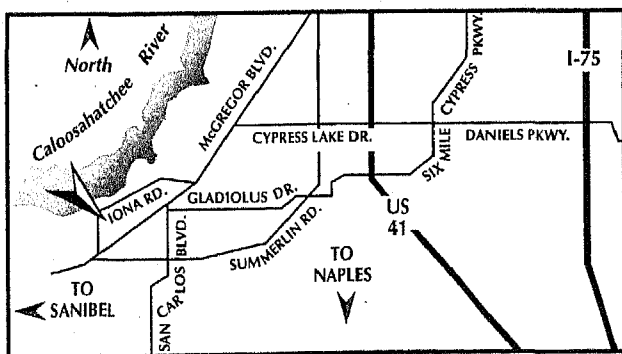 North
Caloosahatchee River
McGREGOR BLVD.
CYPRESS PKWY.
I-75
CYPRESS LAKE DR.
DANIELS PKWY.
SIX MILE
IONA RD.
GLADIOLUS DR.
SUMMERLIN RD.
US
41
SAN CARLOS BLVD.
TO
NAPLES
TO
SANIBEL